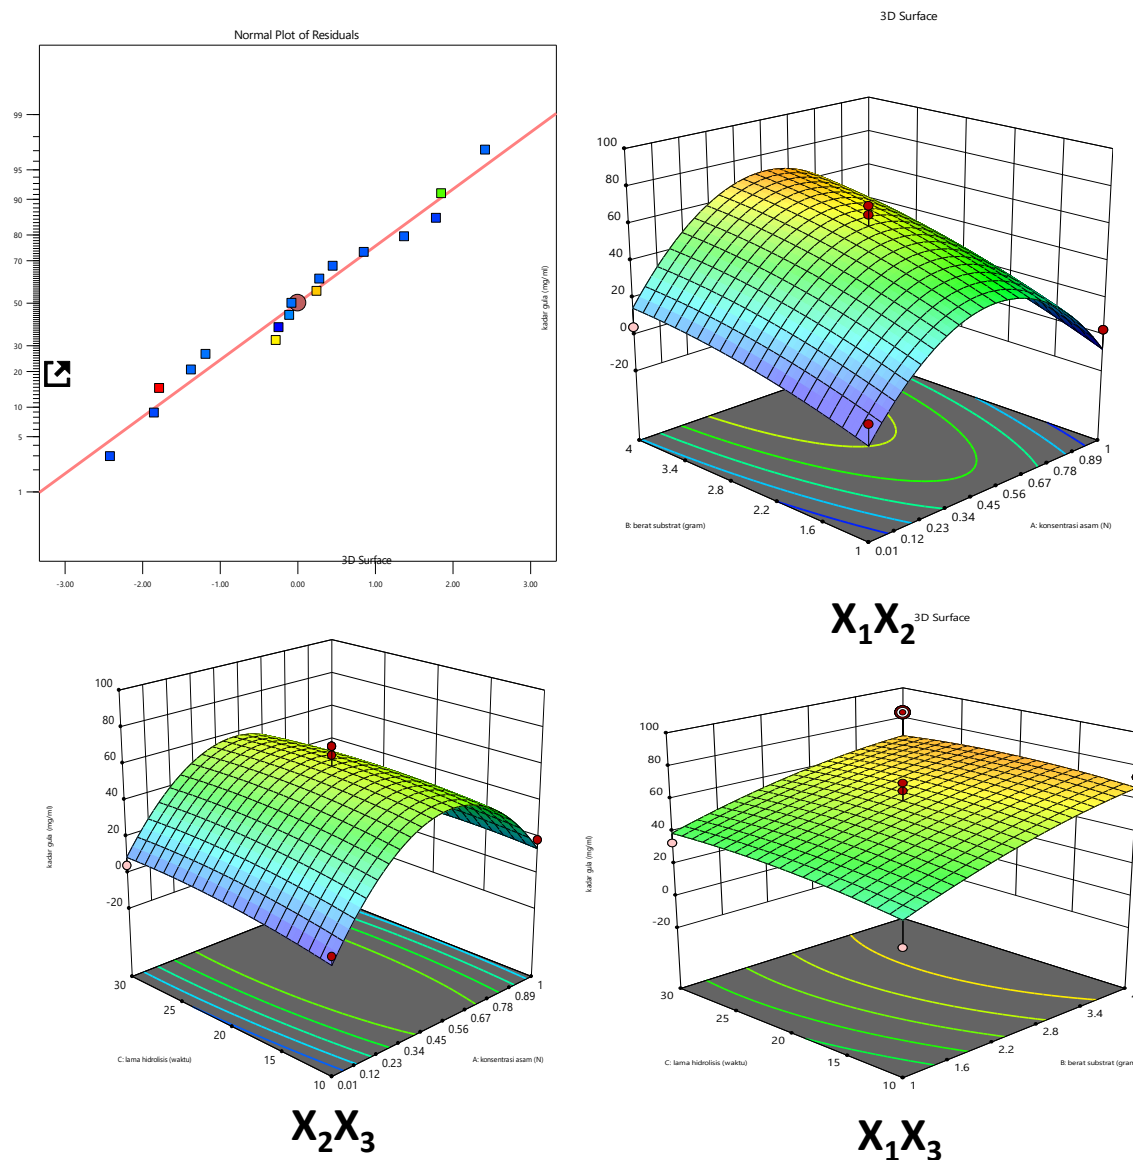 Normal Plot of Residuals
99
95
90
80
70
50
30
20
10
5
1
-3.00 -2.00 -1.00 0.00 1.00 2.00 3.00
3D Surface
kadar gula (mg/ml)
100
80
60
40
20
0
-20
4 3.4 2.8 2.2 1.6 1
0.01 0.12 0.23 0.34 0.45 0.56 0.67 0.78 0.89 1
B: berat substrat (gram)
A: konsentrasi asam (N)
X₁X₂
3D Surface
kadar gula (mg/ml)
100
80
60
40
20
0
-20
30 25 20 15 10
0.01 0.12 0.23 0.34 0.45 0.56 0.67 0.78 0.89 1
C: lama hidrolisis (waktu)
A: konsentrasi asam (N)
X₂X₃
3D Surface
kadar gula (mg/ml)
100
80
60
40
20
0
-20
30 25 20 15 10
1 1.6 2.2 2.8 3.4
C: lama hidrolisis (waktu)
B: berat substrat (gram
X₁X₃